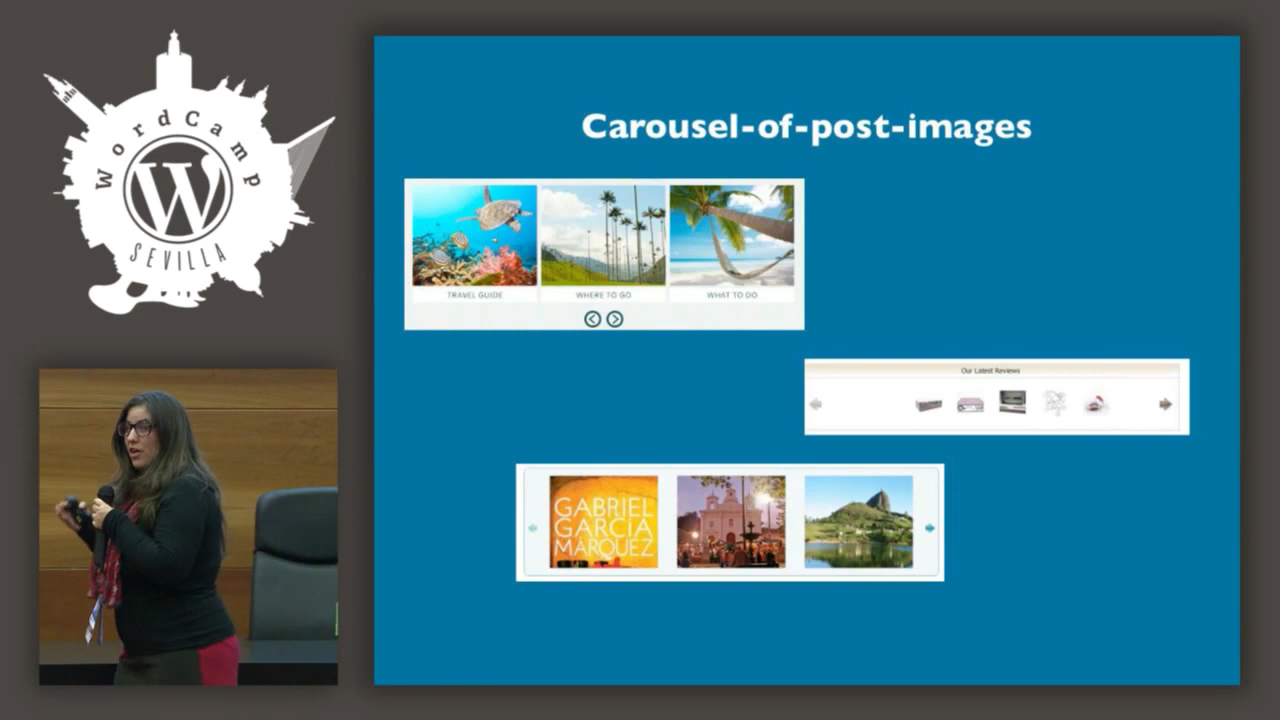 WordCamp
SEVILLA
Carousel-of-post-images
TRAVEL GUIDE
WHERE TO GO
WHAT TO DO
Our Latest Reviews
GABRIEL
GARCIA
MARQUEZ